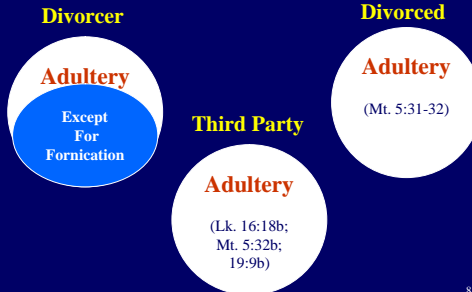 Divorcer
Adultery
Except
For
Fornication
Third Party
Adultery
(Lk. 16:18b;
Mt. 5:32b;
19:9b)
Divorced
Adultery
(Mt. 5:31-32)
8